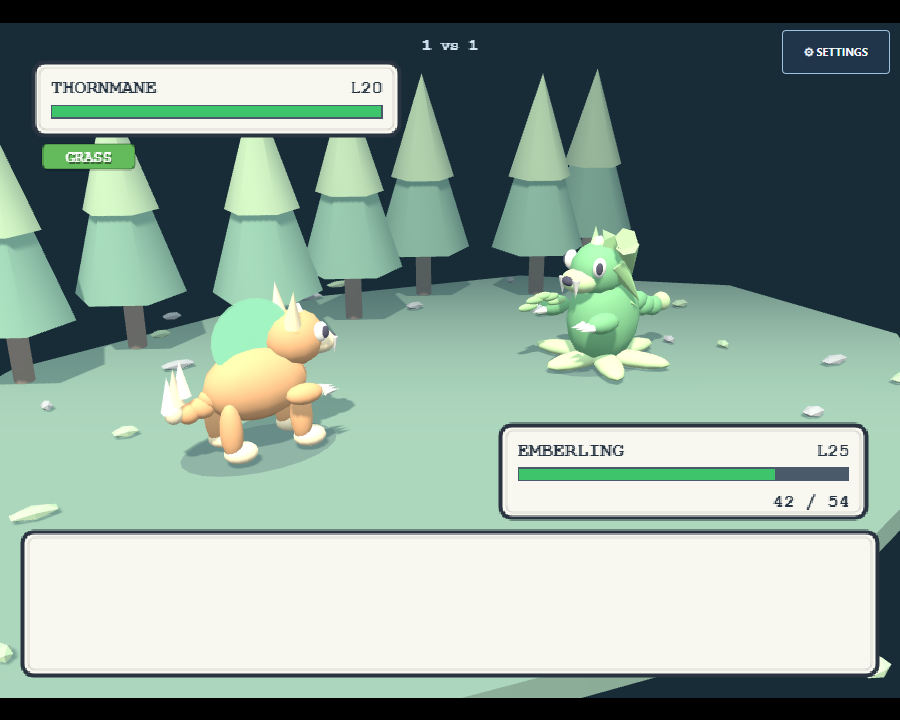 1 vs 1
⚙ SETTINGS
THORNMANE L20
GRASS
EMBERLING L25
42 / 54